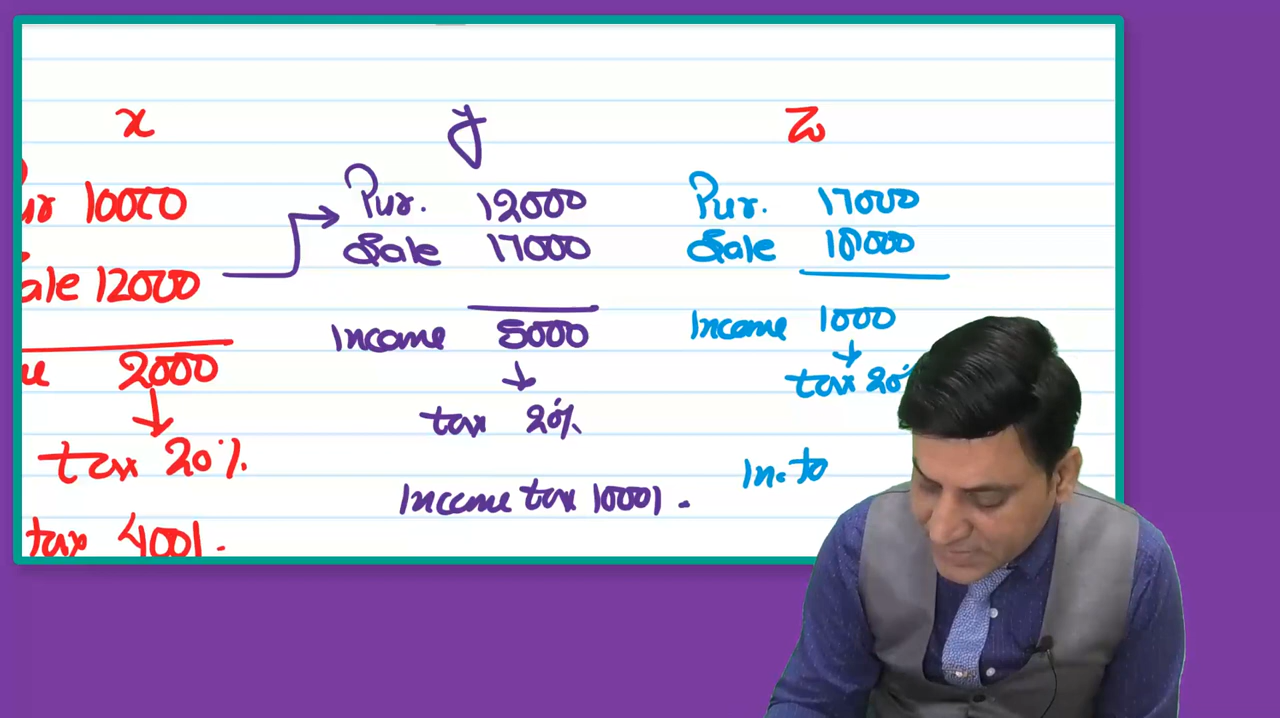 x
ur 10000
ale 12000
ue 2000
tax 20%
tax 400/-
y
Pur. 12000
Sale 17000
Income 5000
tax 20%
Income tax 1000/-
Z
Pur. 17000
Sale 18000
Income 1000
tax 20%
In. ta